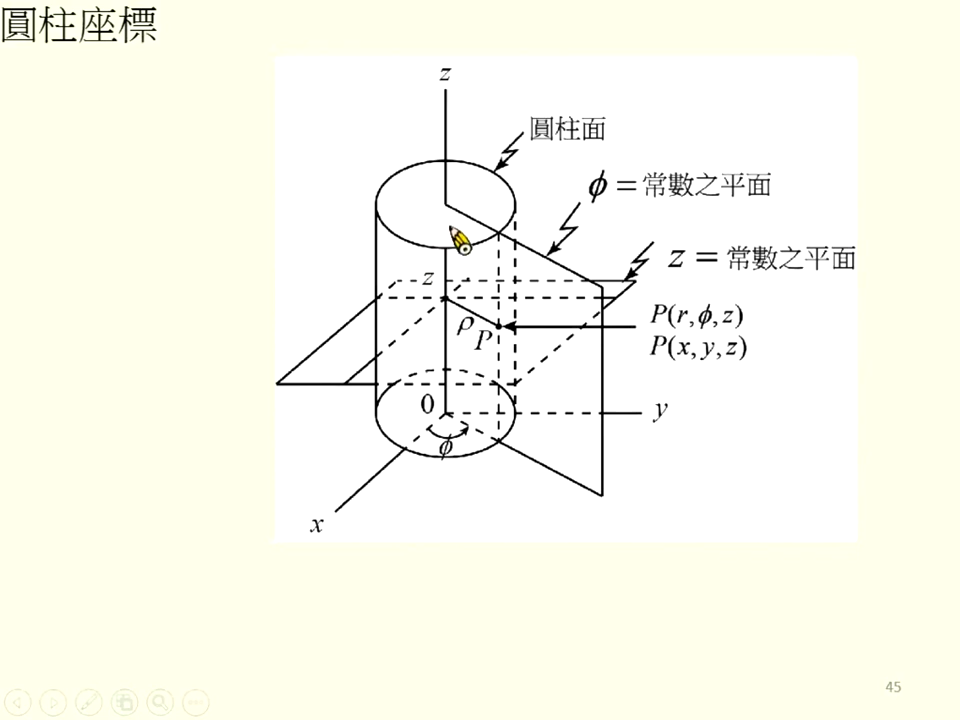 圓柱座標
z
圓柱面
ϕ = 常數之平面
z = 常數之平面
z
P(r,ϕ,z)
ρ
P
P(x,y,z)
0
y
ϕ
x
45